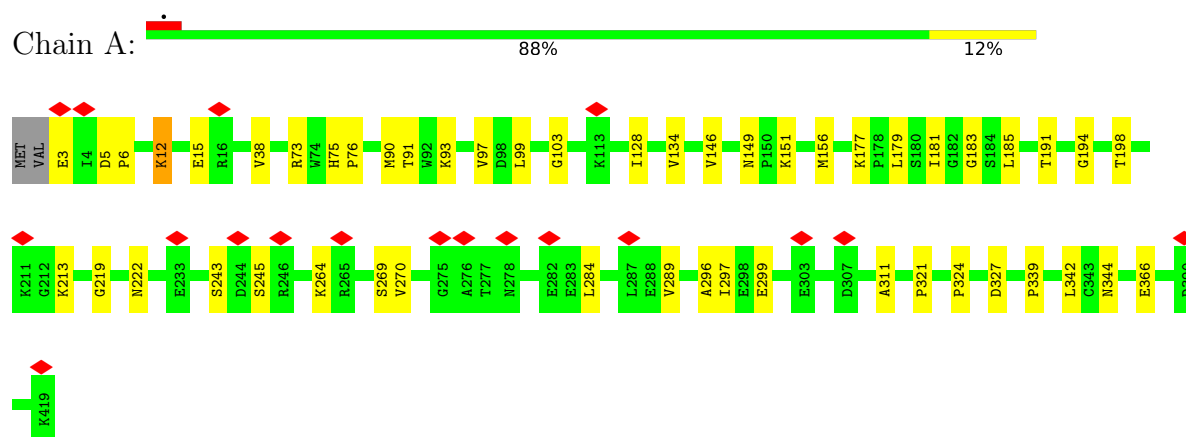 Chain A:
88% 12%
MET VAL E3 I4 D5 P6 K12 E15 R16 V38 R73 W74 H75 P76 M90 T91 W92 K93 V97 D98 L99 G103 K113 I128 V134 V146 N149 P150 K151 M156 K177 P178 L179 S180 I181 G182 G183 S184 L185 T191 G194 T198
K211 G212 K213 G219 N222 E233 S243 D244 S245 R246 K264 R265 S269 V270 G275 A276 T277 N278 E282 E283 L284 L287 E288 V289 A296 I297 E298 E299 E303 D307 A311 P321 P324 D327 P339 L342 C343 N344 E366
K419